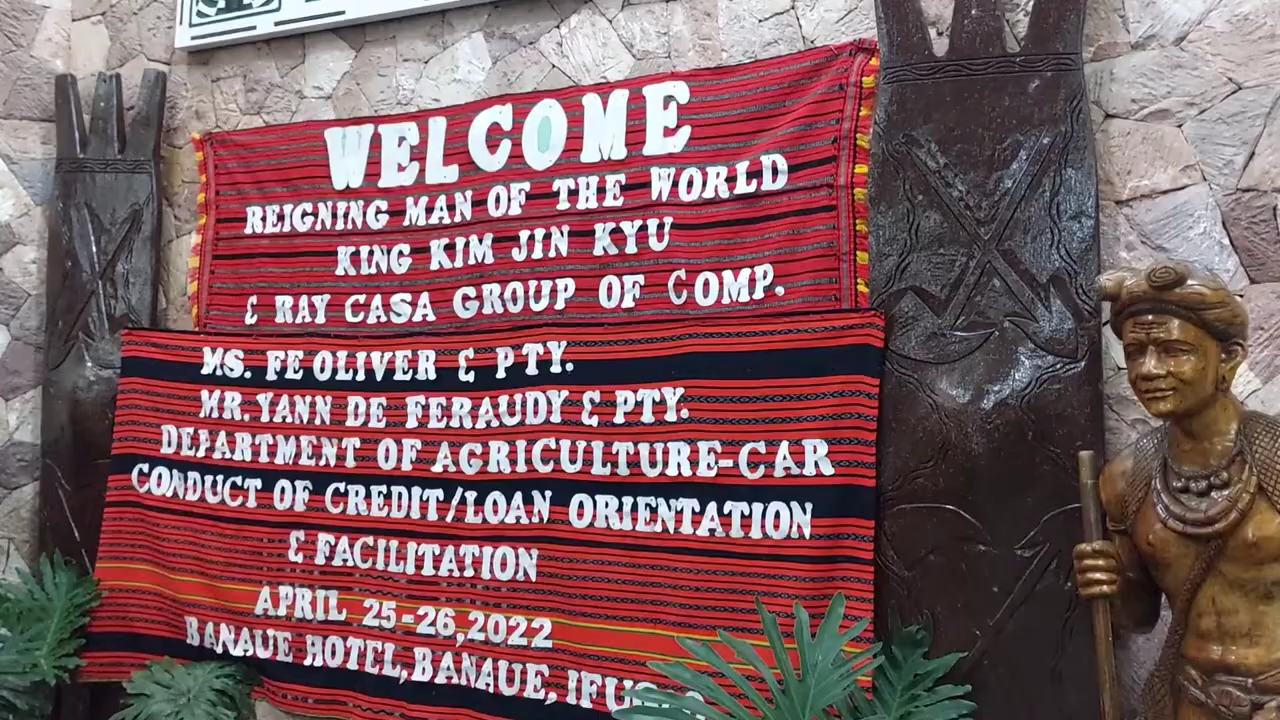 WELCOME
REIGNING MAN OF THE WORLD
KING KIM JIN KYU
& RAY CASA GROUP OF COMP.
MS. FE OLIVER & PTY.
MR. YANN DE FERAUDY & PTY.
DEPARTMENT OF AGRICULTURE-CAR
CONDUCT OF CREDIT/LOAN ORIENTATION
& FACILITATION
APRIL 25-26,2022
BANAUE HOTEL, BANAUE,